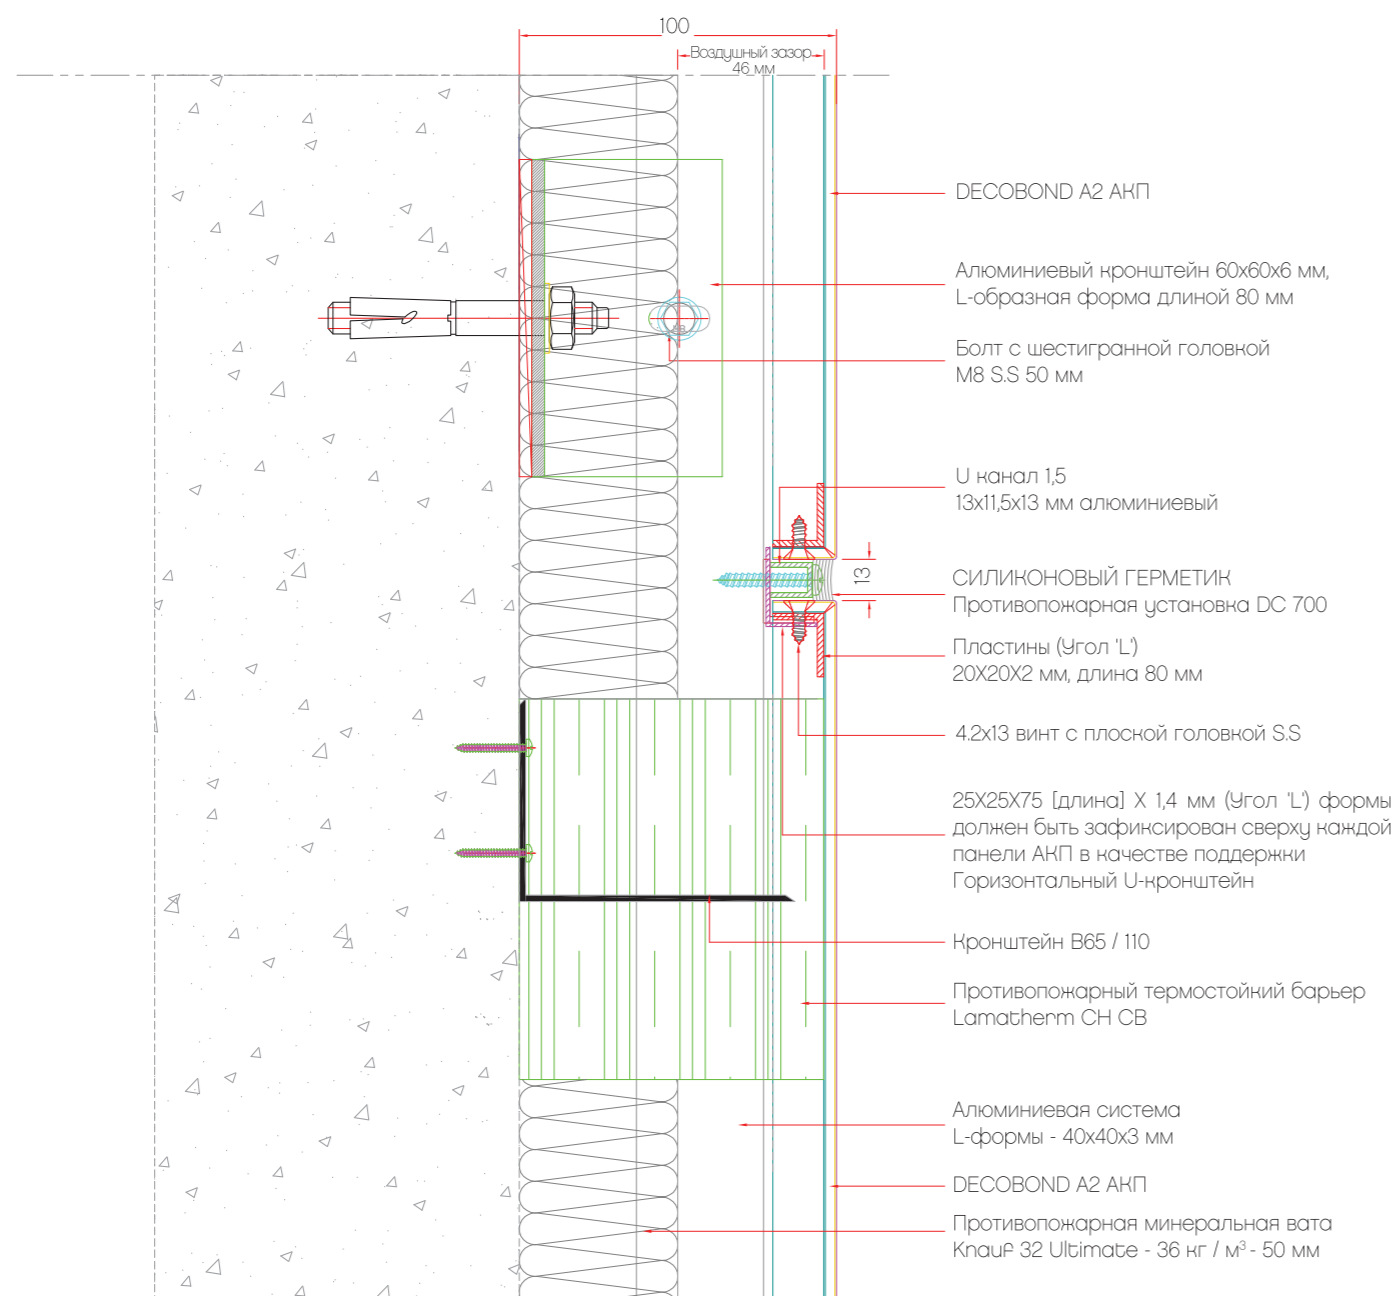 100
Воздушный зазор
46 мм
DECOBOND A2 АКП
Алюминиевый кронштейн 60x60x6 мм,
L-образная форма длиной 80 мм
Болт с шестигранной головкой
M8 S.S 50 мм
U канал 1,5
13x11,5x13 мм алюминиевый
13
СИЛИКОНОВЫЙ ГЕРМЕТИК
Противопожарная установка DC 700
Пластины (Угол 'L')
20X20X2 мм, длина 80 мм
4.2x13 винт с плоской головкой S.S
25X25X75 [длина] X 1,4 мм (Угол 'L') формы
должен быть зафиксирован сверху каждой
панели АКП в качестве поддержки
Горизонтальный U-кронштейн
Кронштейн B65 / 110
Противопожарный термостойкий барьер
Lamatherm CH CB
Алюминиевая система
L-формы - 40x40x3 мм
DECOBOND A2 АКП
Противопожарная минеральная вата
Knauf 32 Ultimate - 36 кг / м³ - 50 мм